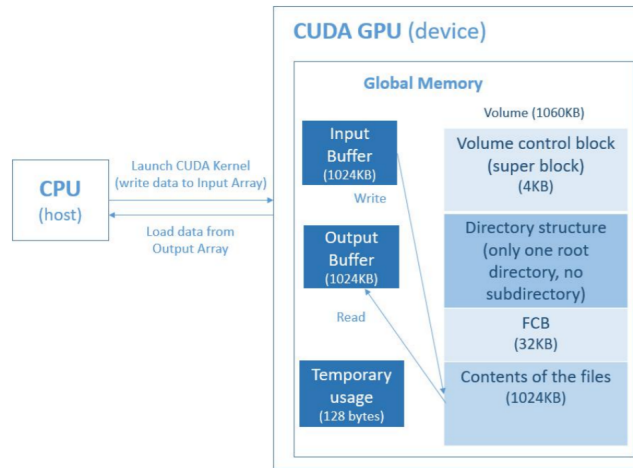 CUDA GPU (device)
Global Memory
Volume (1060KB)
Input
Buffer
(1024KB)
Volume control block
(super block)
(4KB)
Launch CUDA Kernel
(write data to Input Array)
CPU
(host)
Write
Load data from
Output Array
Output
Buffer
(1024KB)
Directory structure
(only one root
directory, no
subdirectory)
Read
FCB
(32KB)
Temporary
usage
(128 bytes)
Contents of the files
(1024KB)